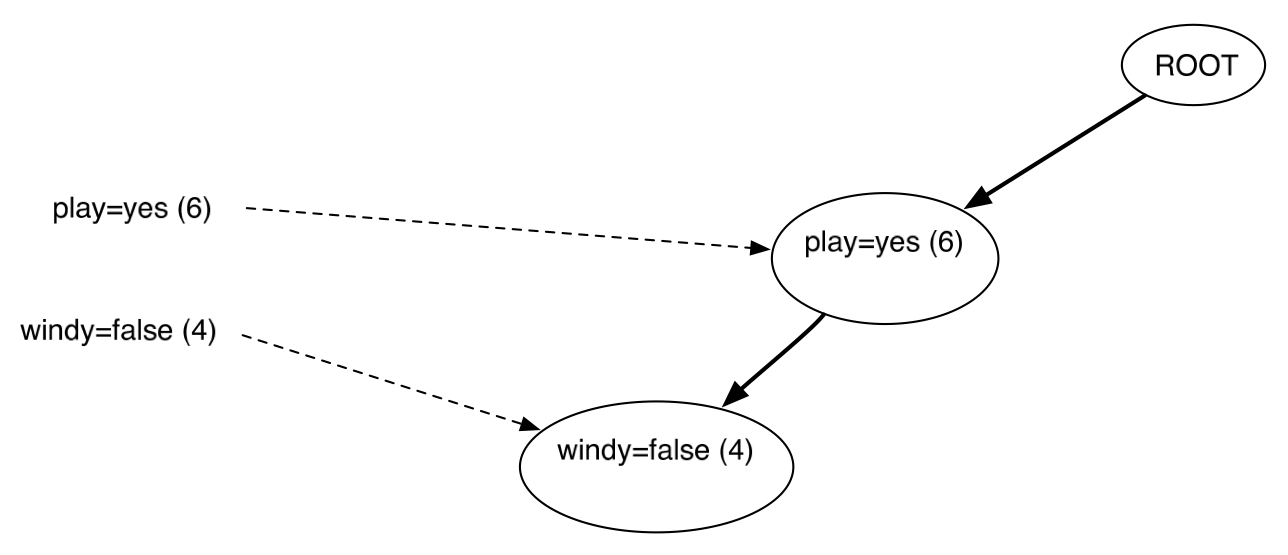 ROOT
play=yes (6)
play=yes (6)
windy=false (4)
windy=false (4)